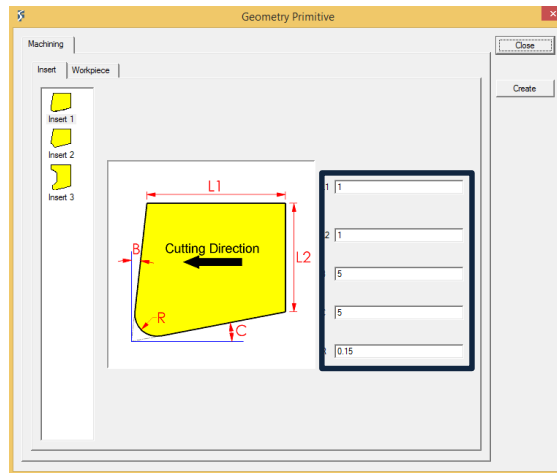 Geometry Primitive
Machining
Close
Insert
Workpiece
Create
Insert 1
Insert 2
Insert 3
L1
1
B
Cutting Direction
L2
1
5
R
C
5
0.15